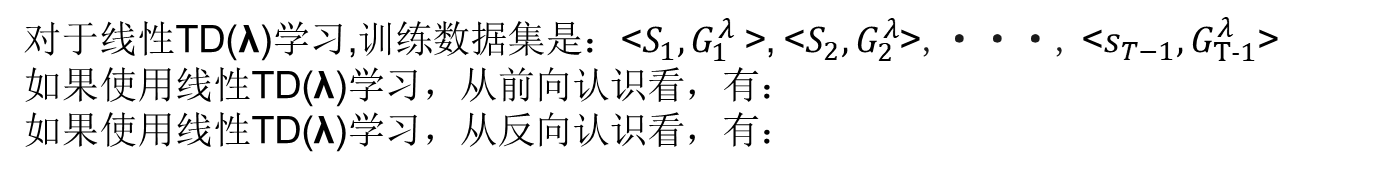 对于线性TD(λ)学习,训练数据集是：<S₁, G₁^λ >, <S₂, G₂^λ>, ・・・, <s_{T−1}, G_{T-1}^λ>
如果使用线性TD(λ)学习，从前向认识看，有：
如果使用线性TD(λ)学习，从反向认识看，有：